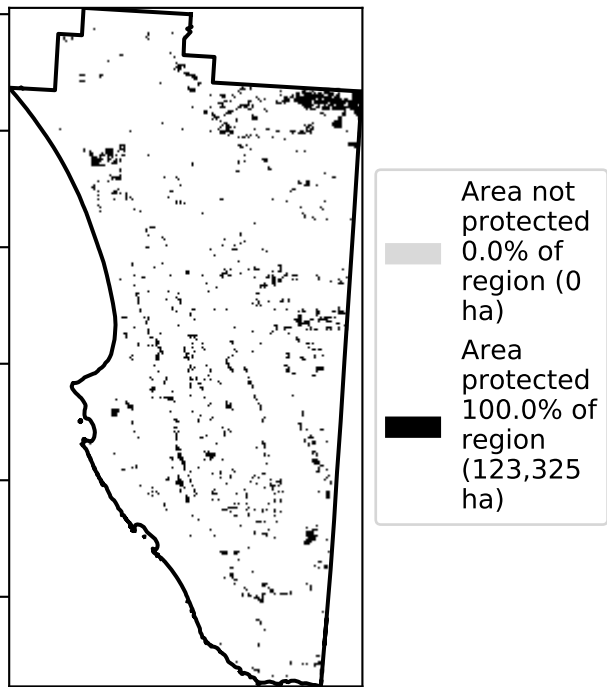 Area not
protected
0.0% of
region (0
ha)
Area
protected
100.0% of
region
(123,325
ha)